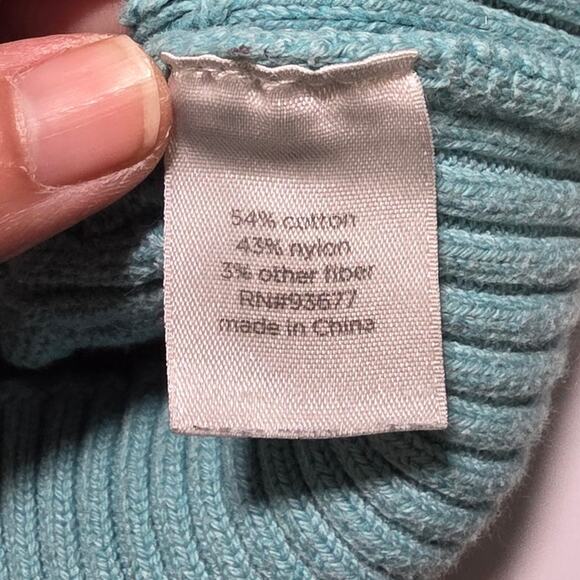 54% cotton
43% nylon
3% other fiber
RN#93677
made in China